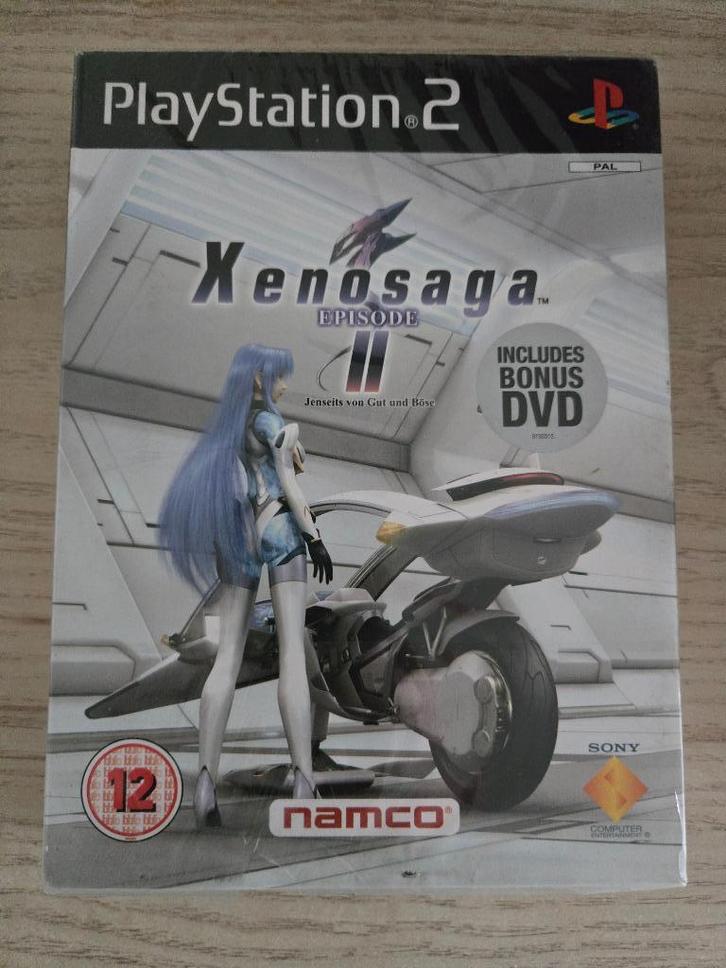 PlayStation®2
PAL
Xenosaga™
EPISODE
II
Jenseits von Gut und Böse
INCLUDES
BONUS
DVD
12
namco®
SONY
COMPUTER
ENTERTAINMENT®